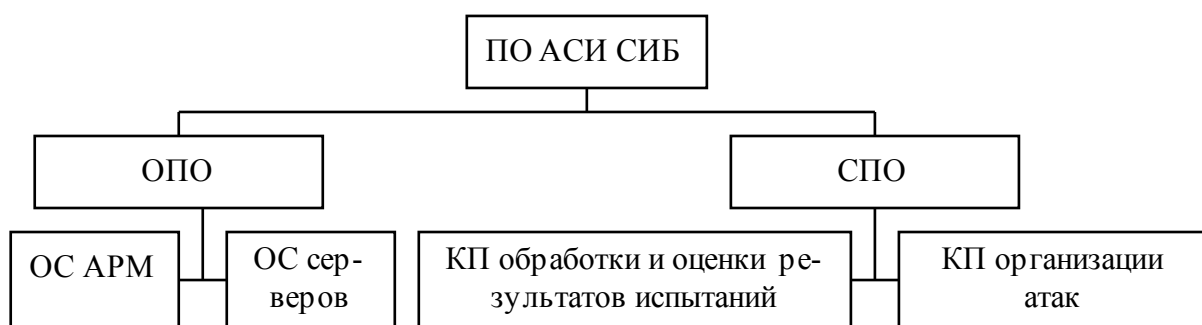 ПО АСИ СИБ
ОПО
СПО
ОС АРМ
ОС сер-
веров
КП обработки и оценки ре-
зультатов испытаний
КП организации
атак